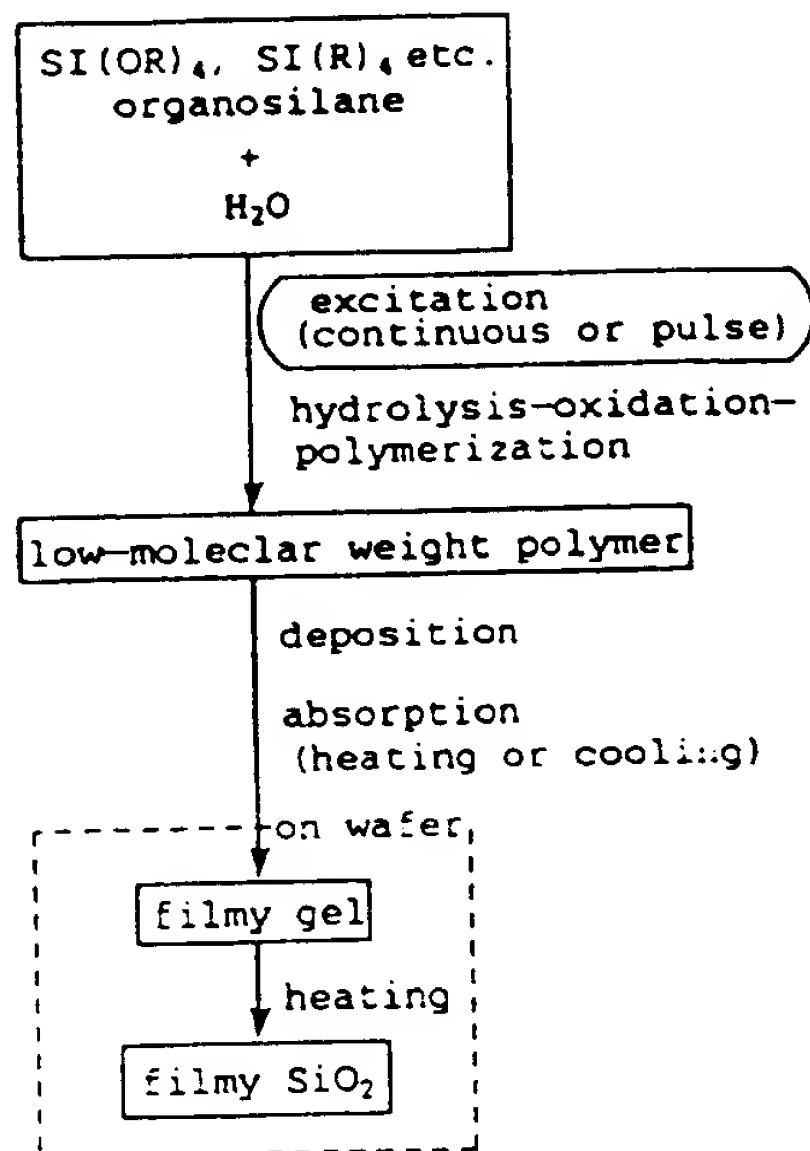 SI(OR)₄, SI(R)₄ etc.
organosilane
+
H₂O
excitation
(continuous or pulse)
hydrolysis-oxidation-
polymerization
low-moleclar weight polymer
deposition
absorption
(heating or cooling)
on wafer
filmy gel
heating
filmy SiO₂